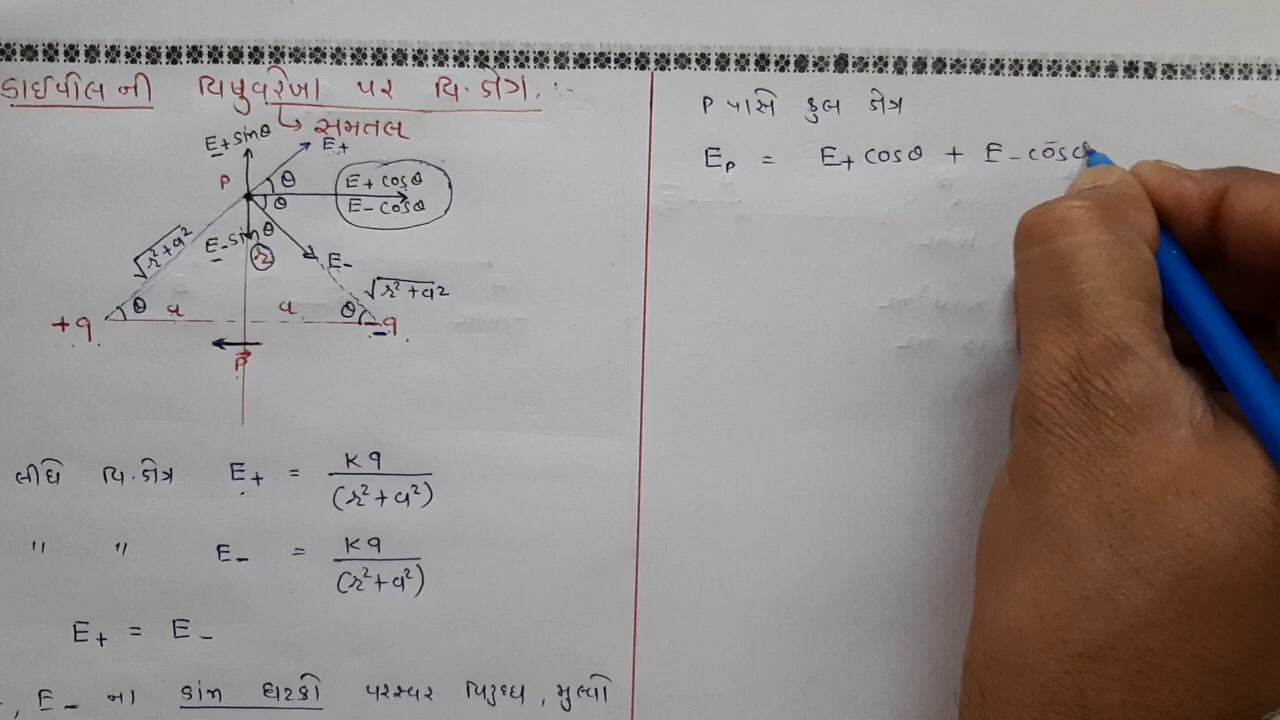 ડાઈપોલ ની વિષુવરેખા પર વિ. ક્ષેત્ર. :-
↳ સમતલ
E+ sinθ
E+
P
θ
E+ cosθ
θ
E- cosθ
E- sinθ
r
E-
√r²+a²
√r²+a²
θ
a
a
θ
+q
-q
P⃗
લીધે વિ. ક્ષેત્ર E+ = kq / (r²+a²)
" " E- = kq / (r²+a²)
E+ = E-
, E- ના sin ઘટકો પરસ્પર વિરુધ્ધ, મુલ્યો
P પાસે કુલ ક્ષેત્ર
Ep = E+ cosθ + E- cosθ